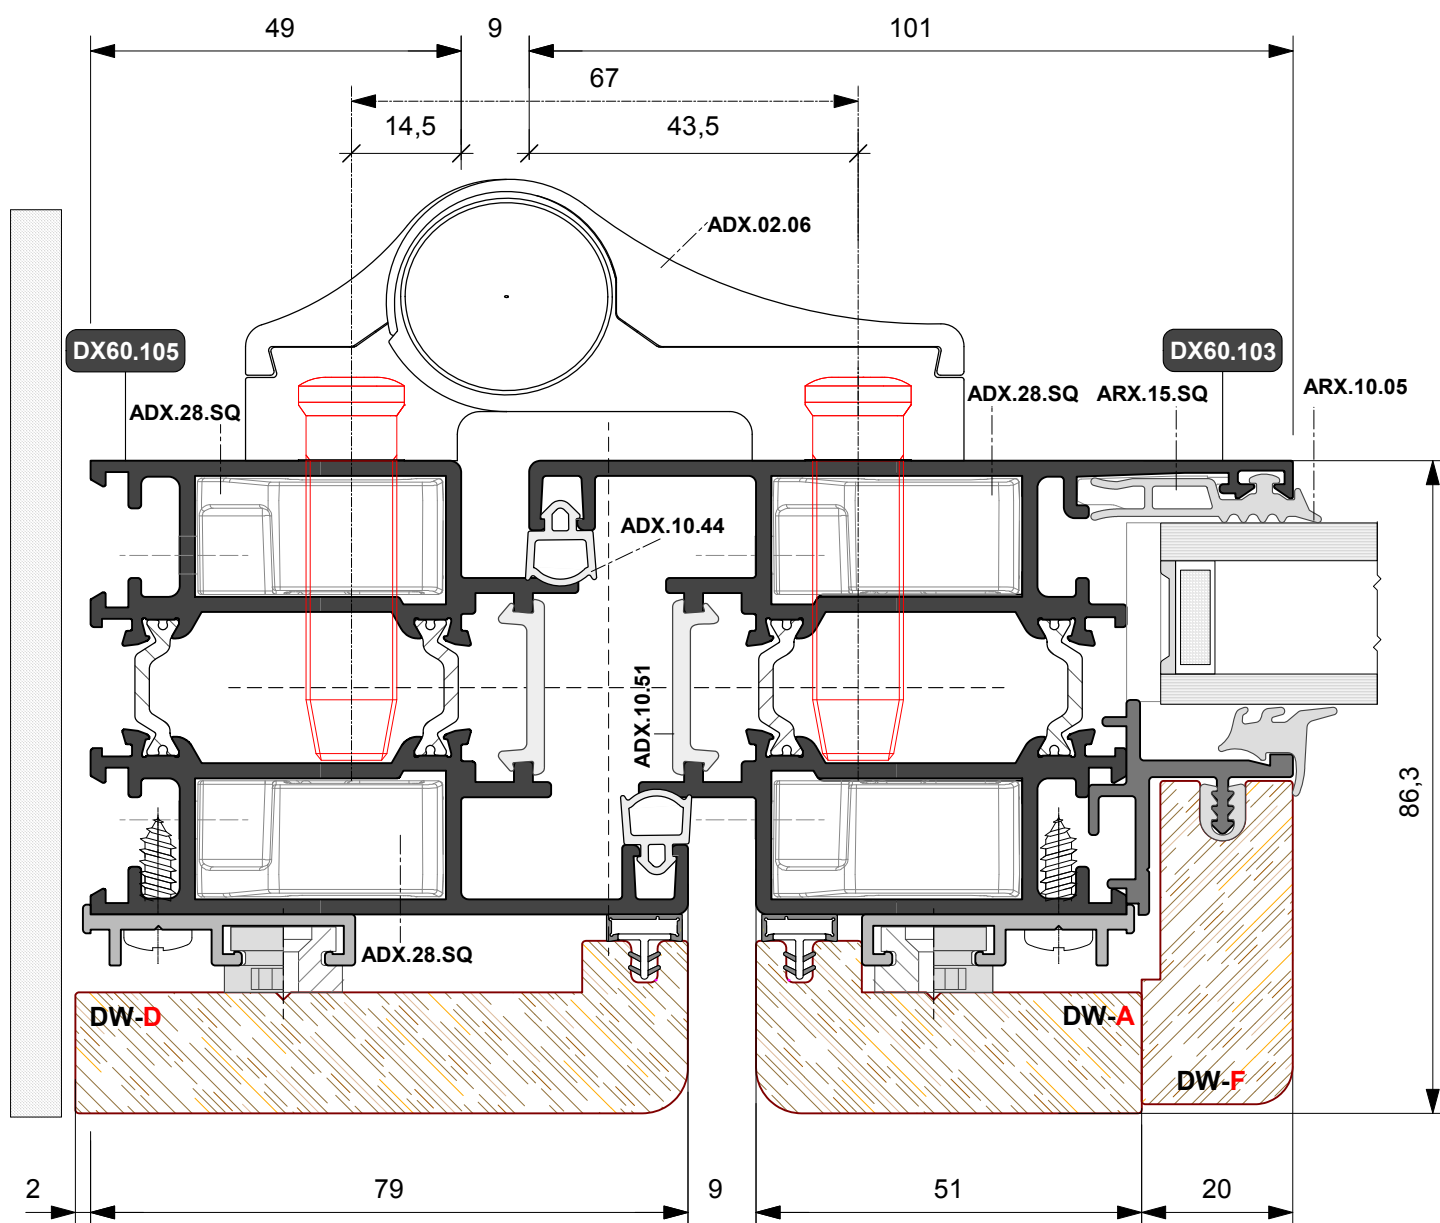 49
9
101
67
14,5
43,5
ADX.02.06
DX60.105
DX60.103
ADX.28.SQ
ADX.28.SQ
ARX.15.SQ
ARX.10.05
ADX.10.44
ADX.10.51
86,3
ADX.28.SQ
DW-D
DW-A
DW-F
2
79
9
51
20